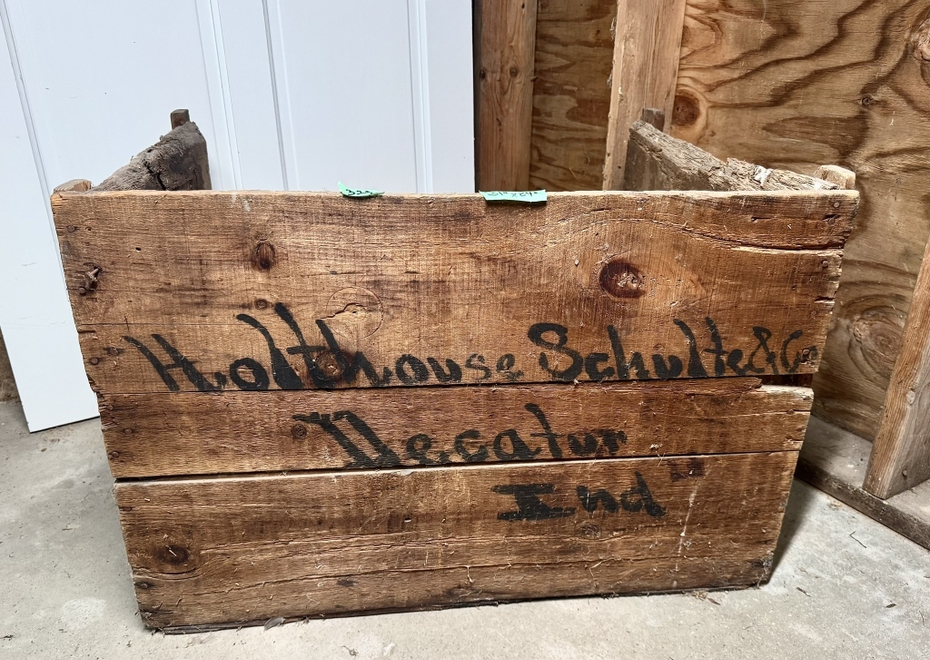 Holthouse Schulte & Co
Decatur
Ind